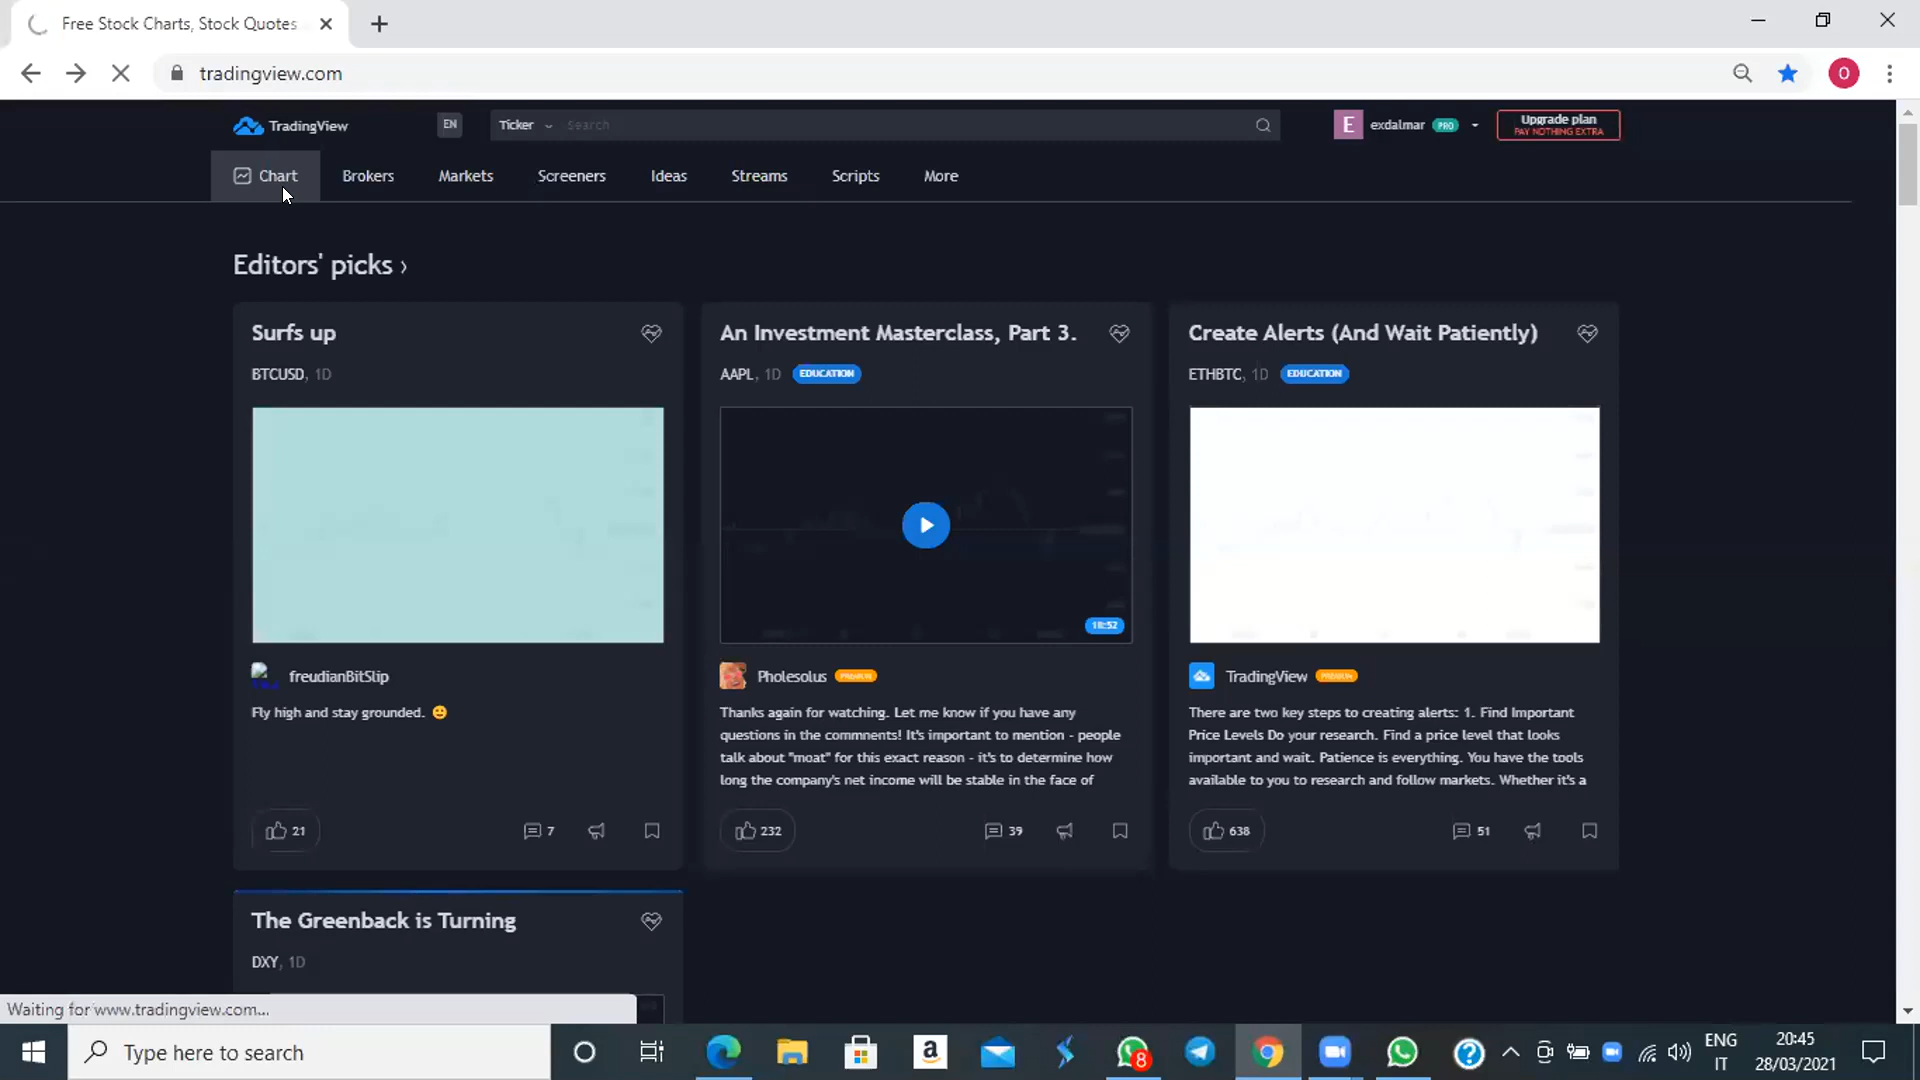 Free Stock Charts, Stock Quotes
tradingview.com
O
TradingView
EN
Ticker
Search
E
exdalmar
PRO
Upgrade plan
PAY NOTHING EXTRA
Chart
Brokers
Markets
Screeners
Ideas
Streams
Scripts
More
Editors' picks ›
Surfs up
BTCUSD, 1D
freudianBitSlip
Fly high and stay grounded. 🙂
21
7
An Investment Masterclass, Part 3.
AAPL, 1D
EDUCATION
18:52
Pholesolus
PREMIUM
Thanks again for watching. Let me know if you have any
questions in the commnents! It's important to mention - people
talk about "moat" for this exact reason - it's to determine how
long the company's net income will be stable in the face of
232
39
Create Alerts (And Wait Patiently)
ETHBTC, 1D
EDUCATION
TradingView
PREMIUM
There are two key steps to creating alerts: 1. Find Important
Price Levels Do your research. Find a price level that looks
important and wait. Patience is everything. You have the tools
available to you to research and follow markets. Whether it's a
638
51
The Greenback is Turning
DXY, 1D
Waiting for www.tradingview.com...
Type here to search
a
8
ENG
IT
20:45
28/03/2021